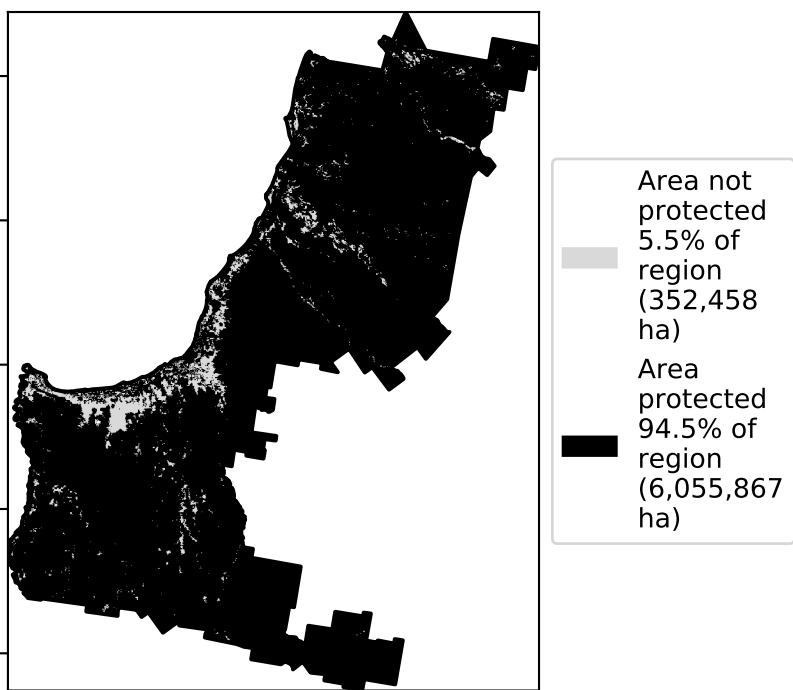 Area not
protected
5.5% of
region
(352,458
ha)
Area
protected
94.5% of
region
(6,055,867
ha)